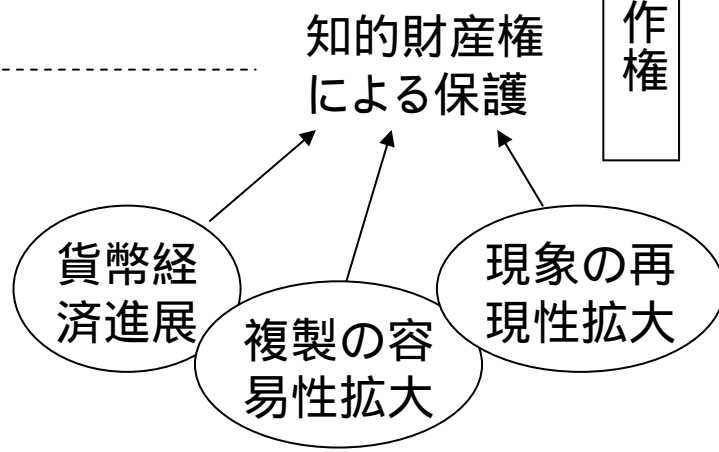 知的財産権
による保護
作
権
貨幣経
済進展
複製の容
易性拡大
現象の再
現性拡大